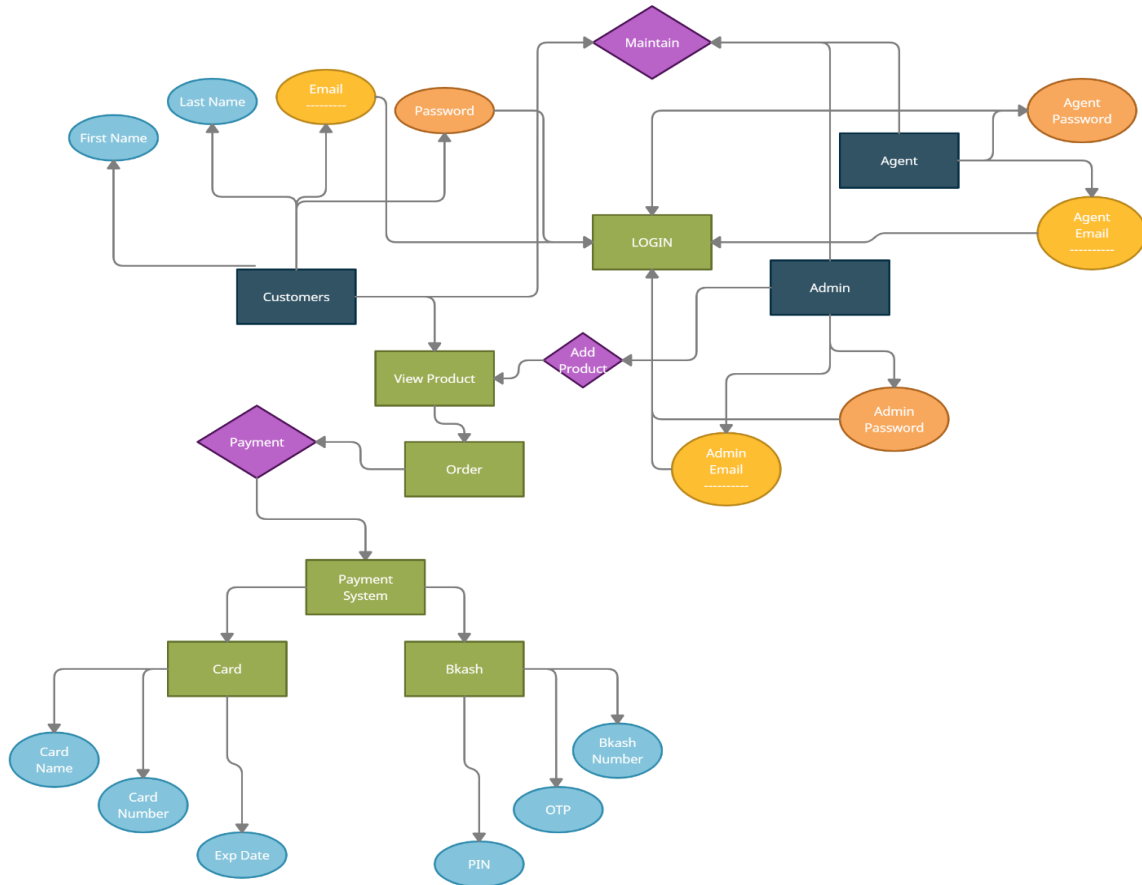 Maintain
Last Name
Email
---------
Password
Agent
Password
First Name
Agent
LOGIN
Agent
Email
----------
Customers
Admin
View Product
Add
Product
Admin
Password
Payment
Order
Admin
Email
----------
Payment
System
Card
Bkash
Card
Name
Bkash
Number
Card
Number
OTP
Exp Date
PIN